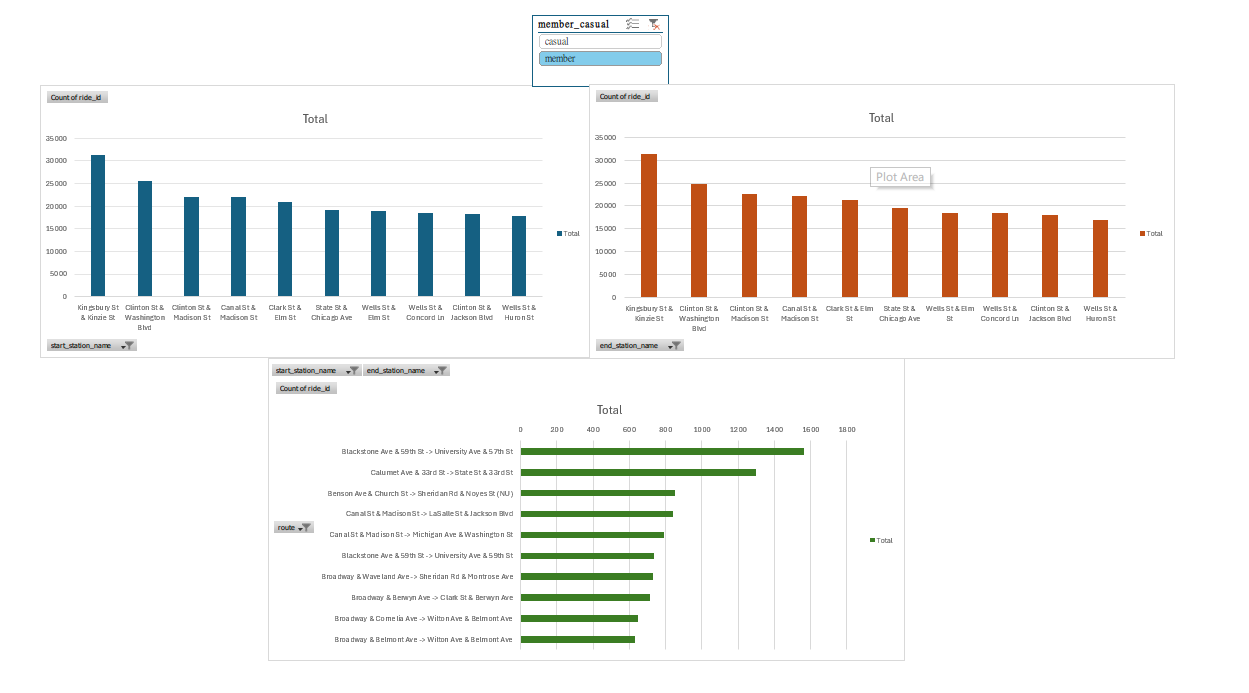 member_casual
casual
member
Count of ride_id
Total
35000
30000
25000
20000
15000
10000
5000
0
Kingsbury St & Kinzie St
Clinton St & Washington Blvd
Clinton St & Madison St
Canal St & Madison St
Clark St & Elm St
State St & Chicago Ave
Wells St & Elm St
Wells St & Concord Ln
Clinton St & Jackson Blvd
Wells St & Huron St
Total
start_station_name
Count of ride_id
Total
Plot Area
35000
30000
25000
20000
15000
10000
5000
0
Kingsbury St & Kinzie St
Clinton St & Washington Blvd
Clinton St & Madison St
Canal St & Madison St
Clark St & Elm St
State St & Chicago Ave
Wells St & Elm St
Wells St & Concord Ln
Clinton St & Jackson Blvd
Wells St & Huron St
Total
end_station_name
start_station_name end_station_name
Count of ride_id
Total
0 200 400 600 800 1000 1200 1400 1600 1800
Blackstone Ave & 59th St -> University Ave & 57th St
Calumet Ave & 33rd St -> State St & 33rd St
Benson Ave & Church St -> Sheridan Rd & Noyes St (NU)
Canal St & Madison St -> LaSalle St & Jackson Blvd
route
Canal St & Madison St -> Michigan Ave & Washington St
Blackstone Ave & 59th St -> University Ave & 59th St
Broadway & Waveland Ave -> Sheridan Rd & Montrose Ave
Broadway & Berwyn Ave -> Clark St & Berwyn Ave
Broadway & Cornelia Ave -> Wilton Ave & Belmont Ave
Broadway & Belmont Ave -> Wilton Ave & Belmont Ave
Total